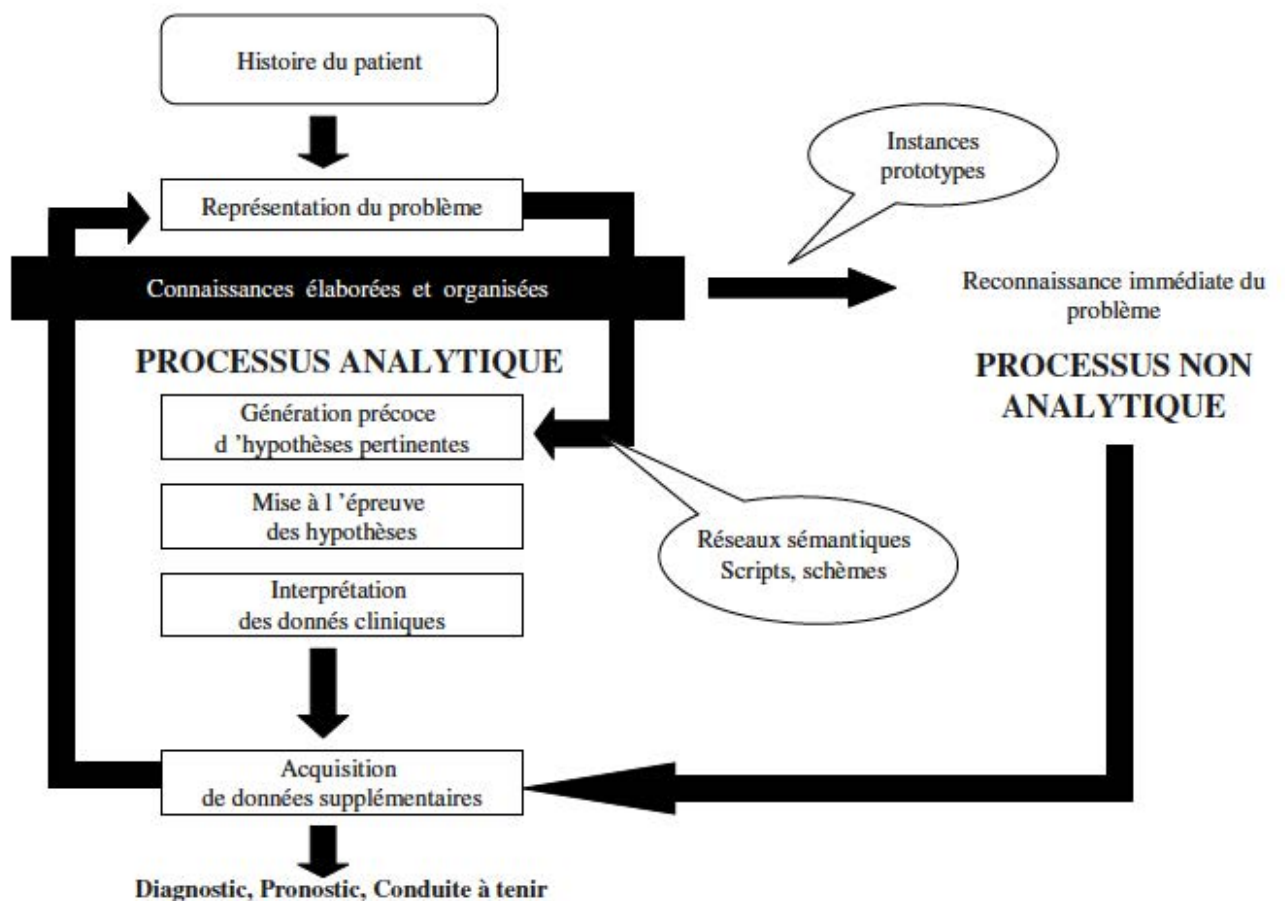 Histoire du patient
Représentation du problème
Connaissances élaborées et organisées
Instances
prototypes
Reconnaissance immédiate du
problème
PROCESSUS ANALYTIQUE
PROCESSUS NON
ANALYTIQUE
Génération précoce
d ’hypothèses pertinentes
Mise à l ’épreuve
des hypothèses
Réseaux sémantiques
Scripts, schèmes
Interprétation
des donnés cliniques
Acquisition
de données supplémentaires
Diagnostic, Pronostic, Conduite à tenir